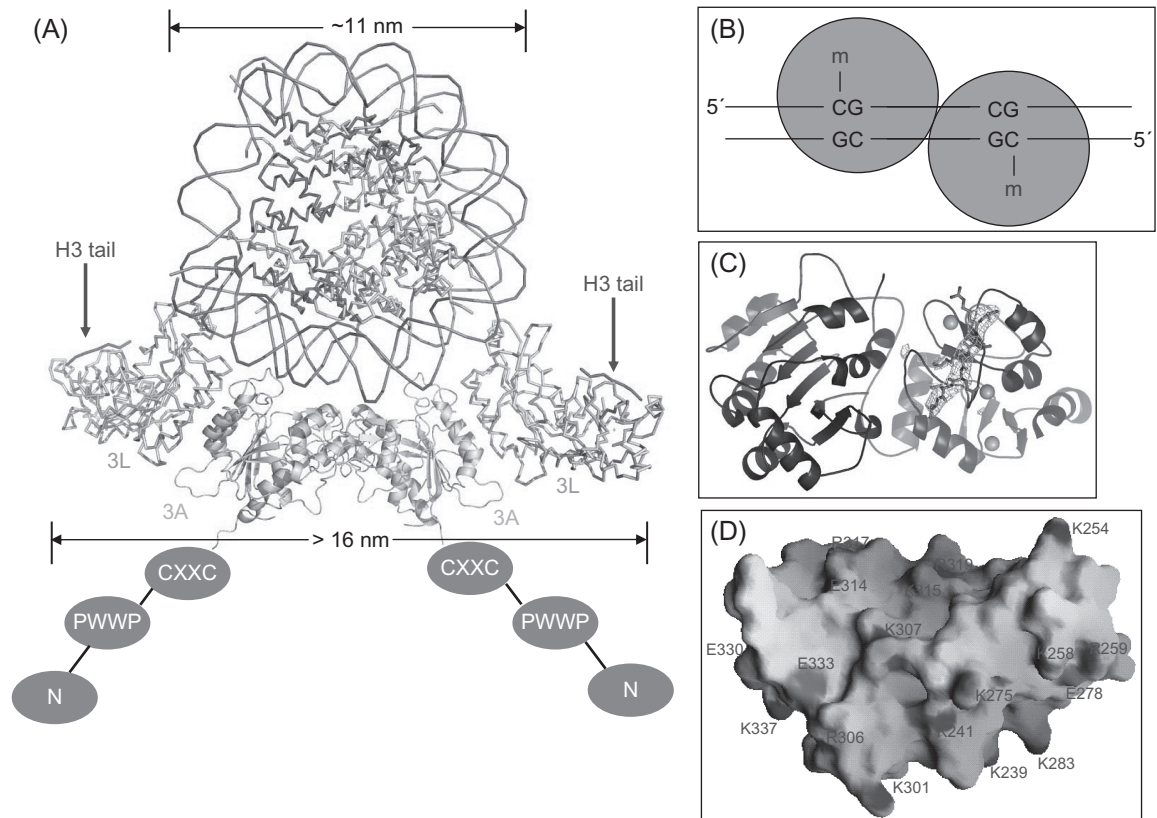 (A)
~11 nm
H3 tail
H3 tail
3L
3L
3A
3A
> 16 nm
CXXC
CXXC
PWWP
PWWP
N
N
(B)
m
5´ CG CG
GC GC 5´
m
(C)
(D)
K254
E314
K307
E330
E333
K258
K275
E278
K337
R306
K241
K283
K239
K301